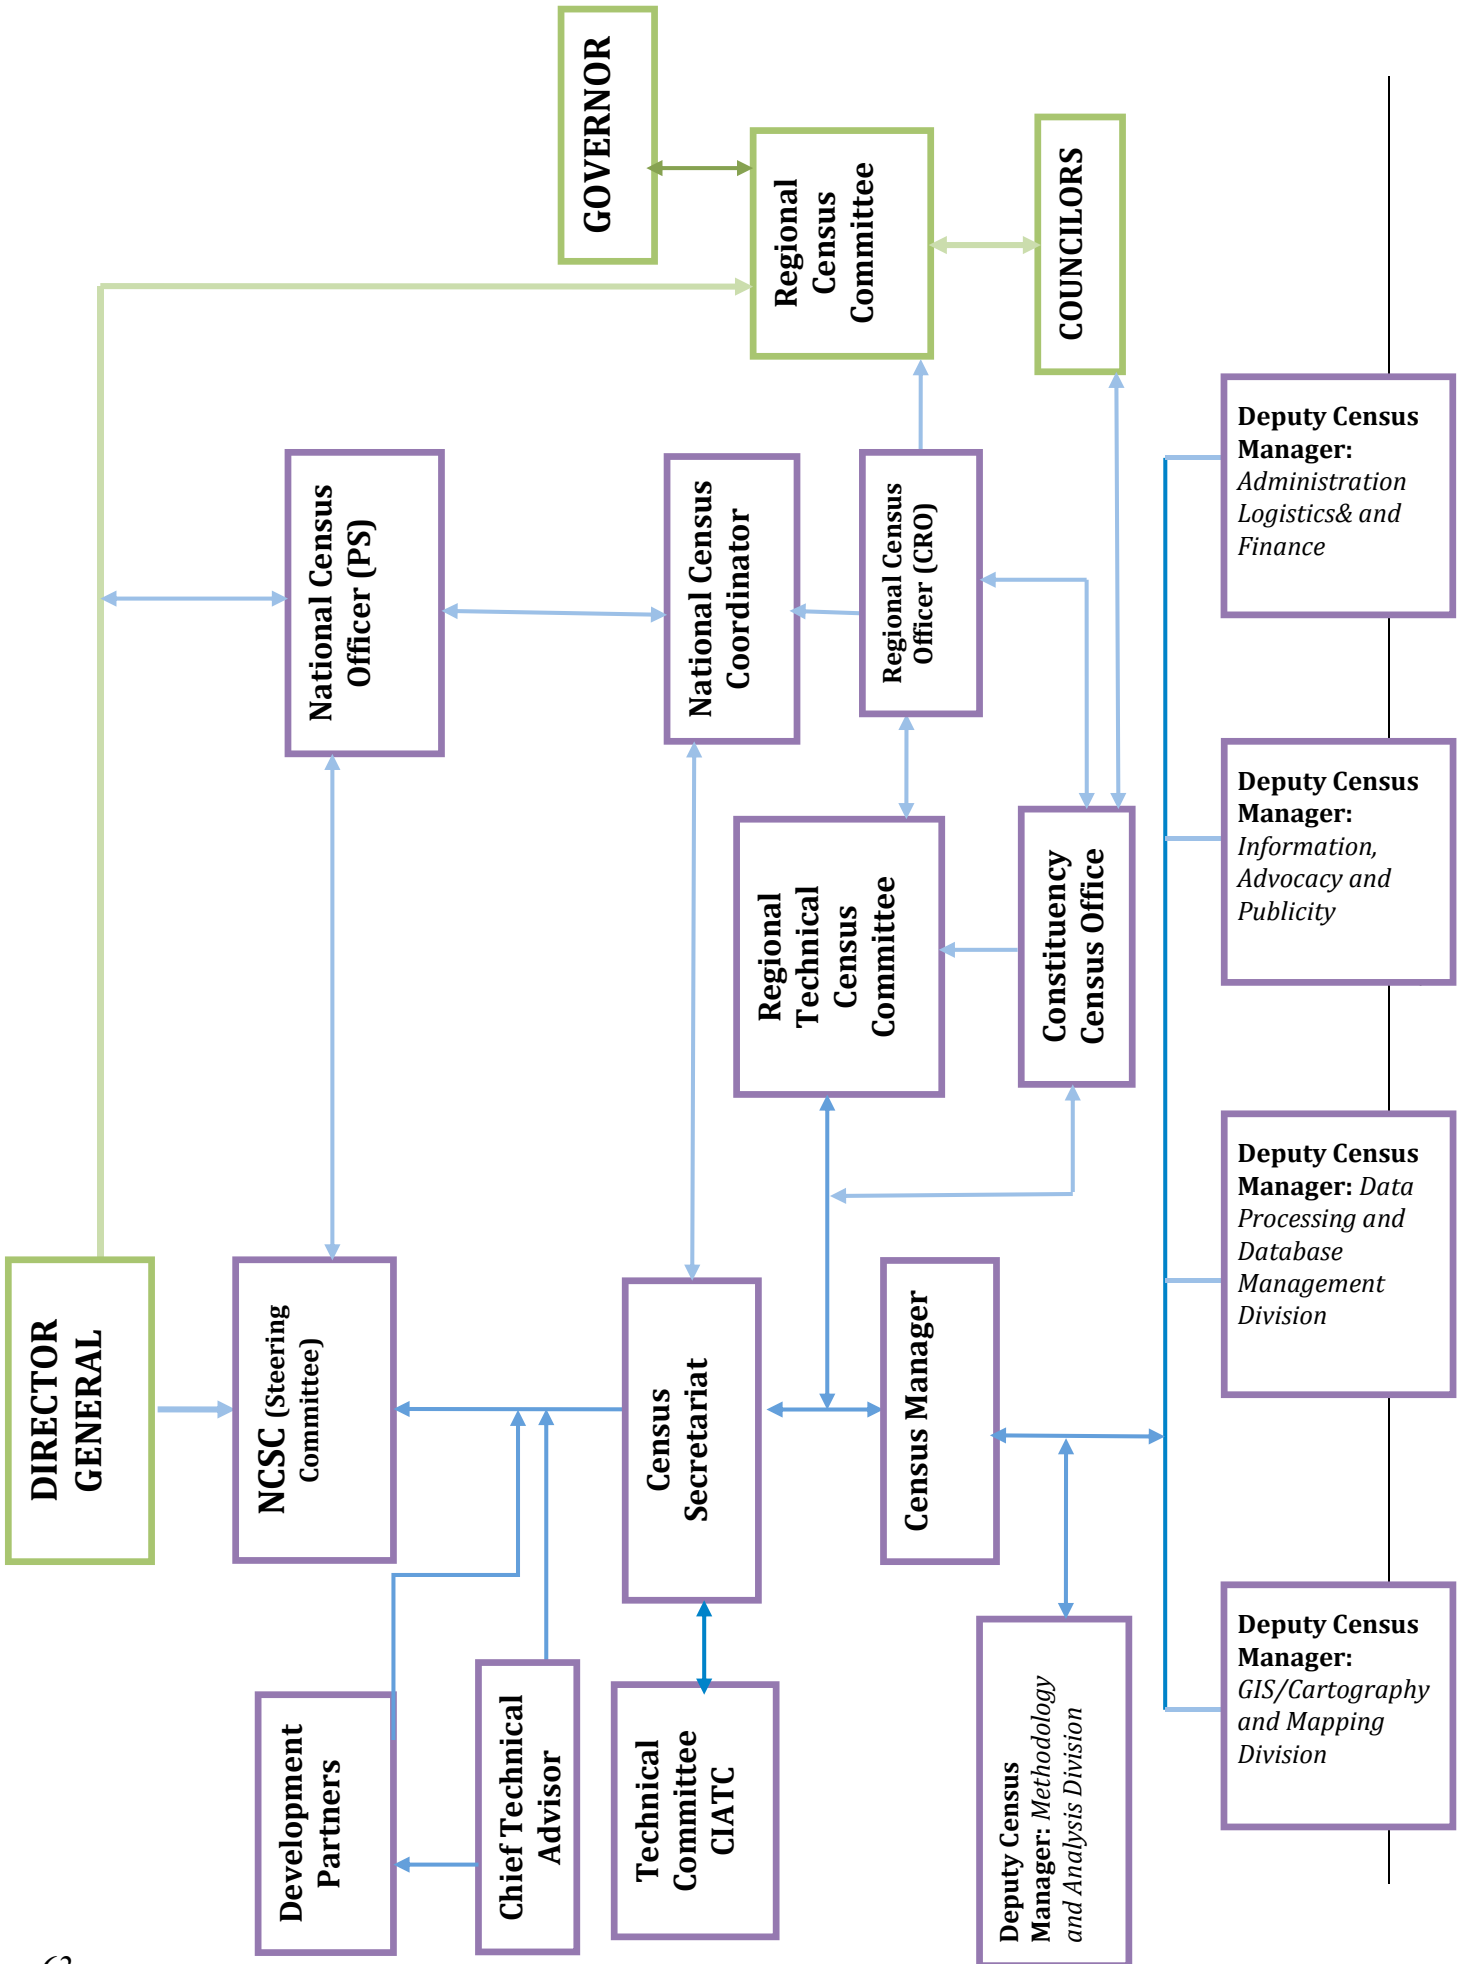 DIRECTOR
GENERAL
NCSC (Steering
Committee)
National Census
Officer (PS)
GOVERNOR
Development
Partners
Chief Technical
Advisor
Technical
Committee
CIATC
Census
Secretariat
National Census
Coordinator
Regional
Census
Committee
Regional
Technical
Census
Committee
Regional Census
Officer (CRO)
Census Manager
Constituency
Census Office
COUNCILORS
Deputy Census
Manager: Methodology
and Analysis Division
Deputy Census
Manager:
GIS/Cartography
and Mapping
Division
Deputy Census
Manager: Data
Processing and
Database
Management
Division
Deputy Census
Manager:
Information,
Advocacy and
Publicity
Deputy Census
Manager:
Administration
Logistics& and
Finance